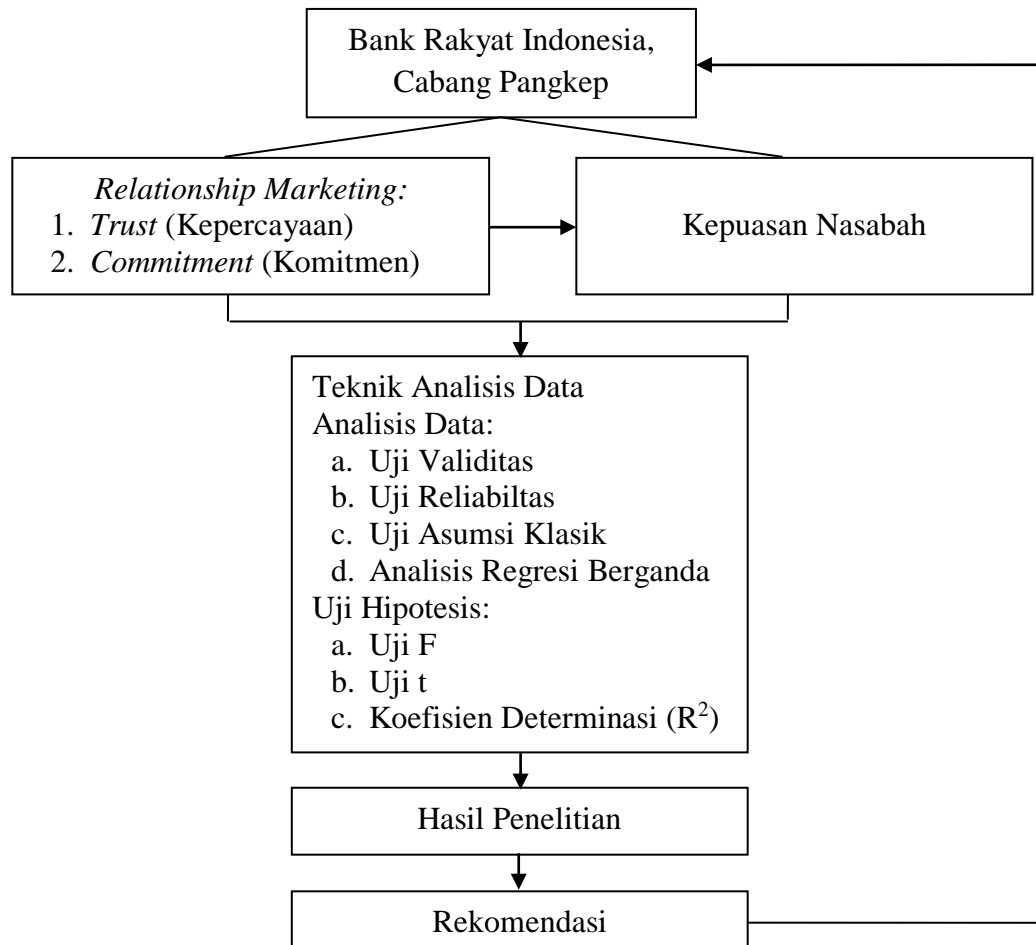 Bank Rakyat Indonesia,
Cabang Pangkep
Relationship Marketing:
1. Trust (Kepercayaan)
2. Commitment (Komitmen)
Kepuasan Nasabah
Teknik Analisis Data
Analisis Data:
a. Uji Validitas
b. Uji Reliabiltas
c. Uji Asumsi Klasik
d. Analisis Regresi Berganda
Uji Hipotesis:
a. Uji F
b. Uji t
c. Koefisien Determinasi (R²)
Hasil Penelitian
Rekomendasi